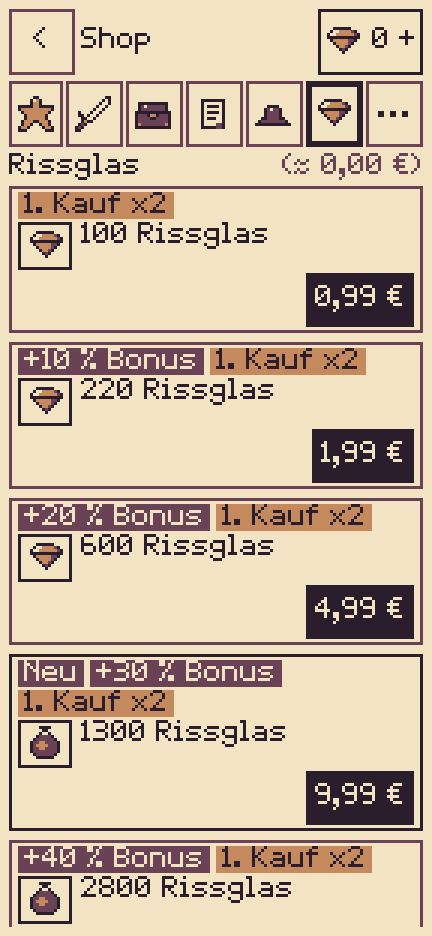 Shop
0 +
Rissglas (≈ 0,00 €)
1. Kauf x2
100 Rissglas
0,99 €
+10 % Bonus 1. Kauf x2
220 Rissglas
1,99 €
+20 % Bonus 1. Kauf x2
600 Rissglas
4,99 €
Neu +30 % Bonus
1. Kauf x2
1300 Rissglas
9,99 €
+40 % Bonus 1. Kauf x2
2800 Rissglas